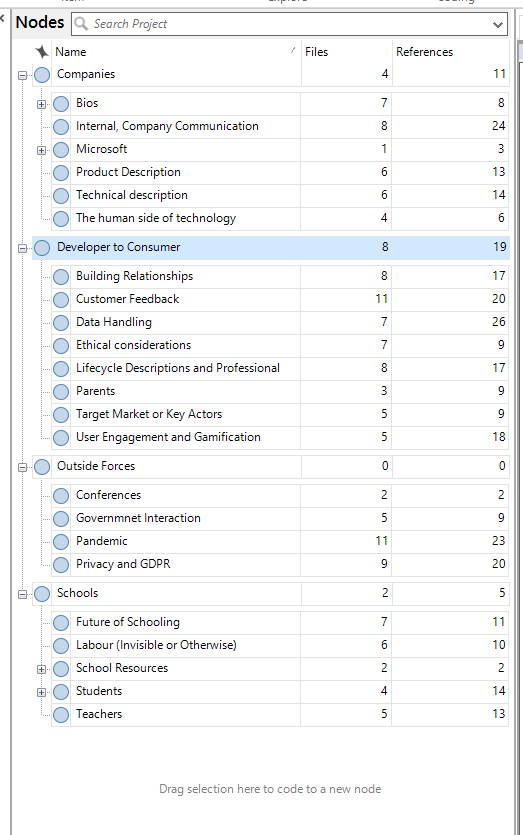 Nodes Search Project
Name Files References
Companies 4 11
Bios 7 8
Internal, Company Communication 8 24
Microsoft 1 3
Product Description 6 13
Technical description 6 14
The human side of technology 4 6
Developer to Consumer 8 19
Building Relationships 8 17
Customer Feedback 11 20
Data Handling 7 26
Ethical considerations 7 9
Lifecycle Descriptions and Professional 8 17
Parents 3 9
Target Market or Key Actors 5 9
User Engagement and Gamification 5 18
Outside Forces 0 0
Conferences 2 2
Governmnet Interaction 5 9
Pandemic 11 23
Privacy and GDPR 9 20
Schools 2 5
Future of Schooling 7 11
Labour (Invisible or Otherwise) 6 10
School Resources 2 2
Students 4 14
Teachers 5 13
Drag selection here to code to a new node